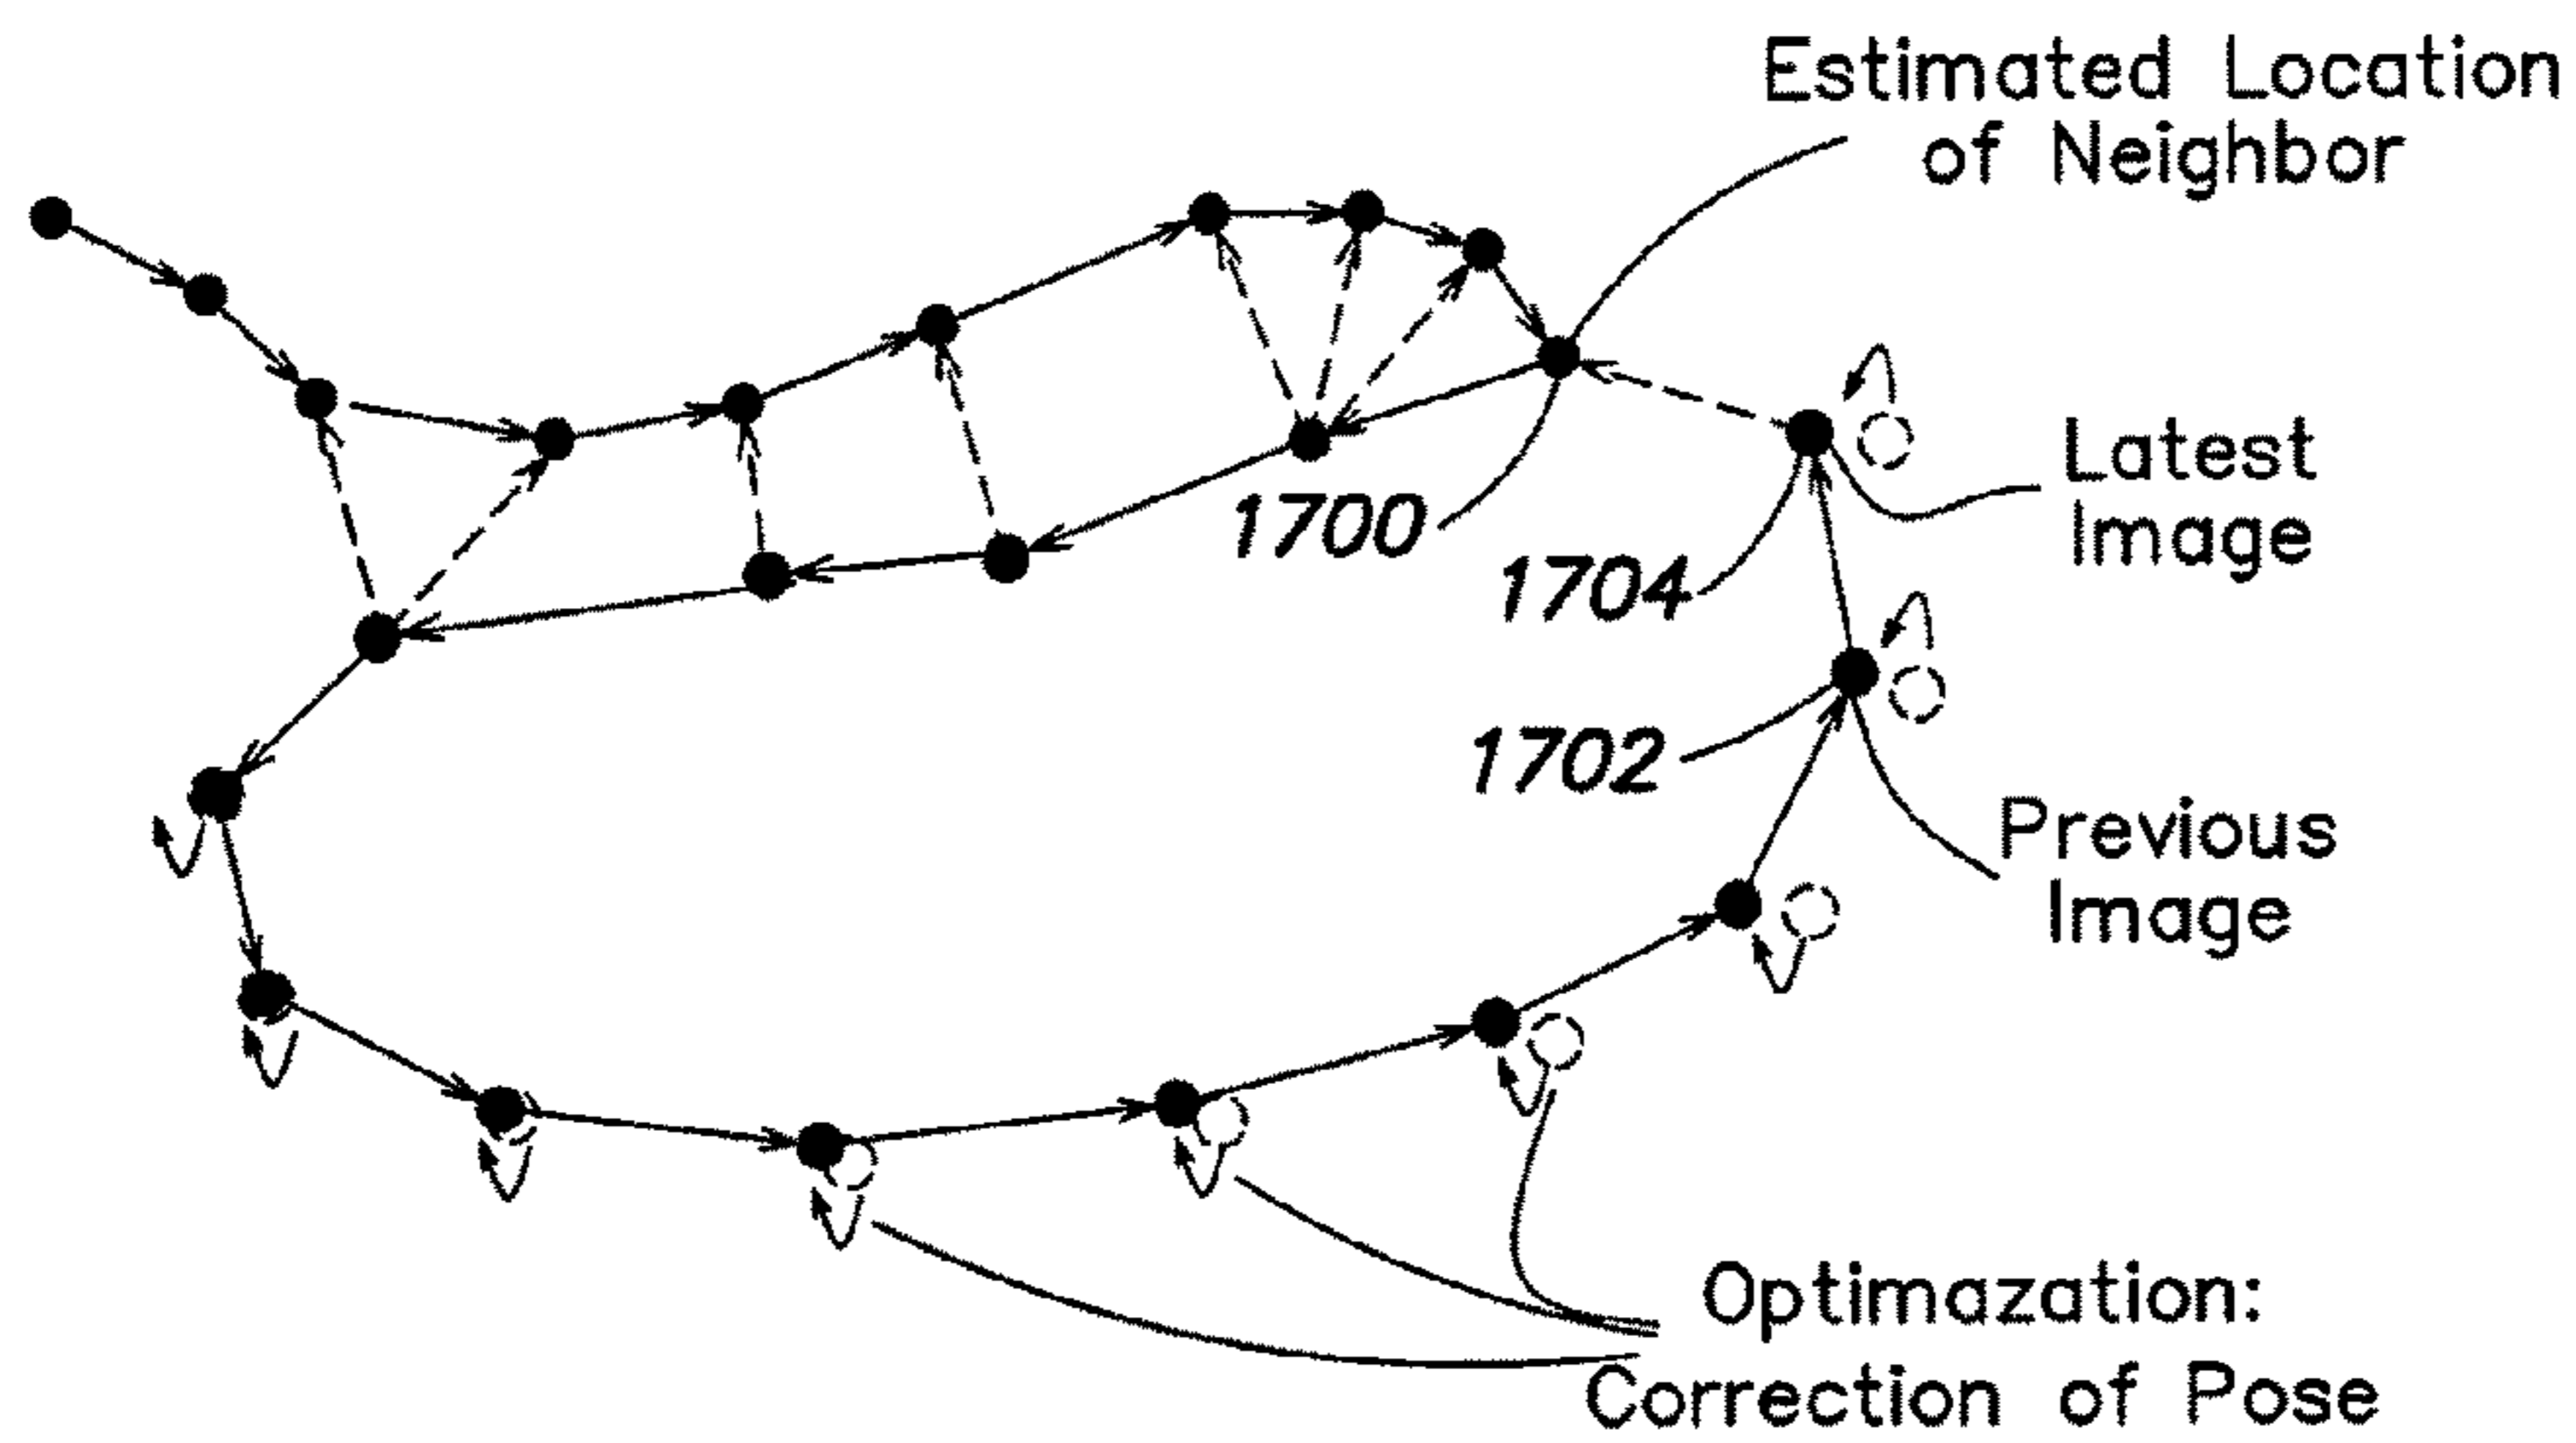 Estimated Location
of Neighbor
Latest
Image
1700
1704
1702
Previous
Image
Optimazation:
Correction of Pose